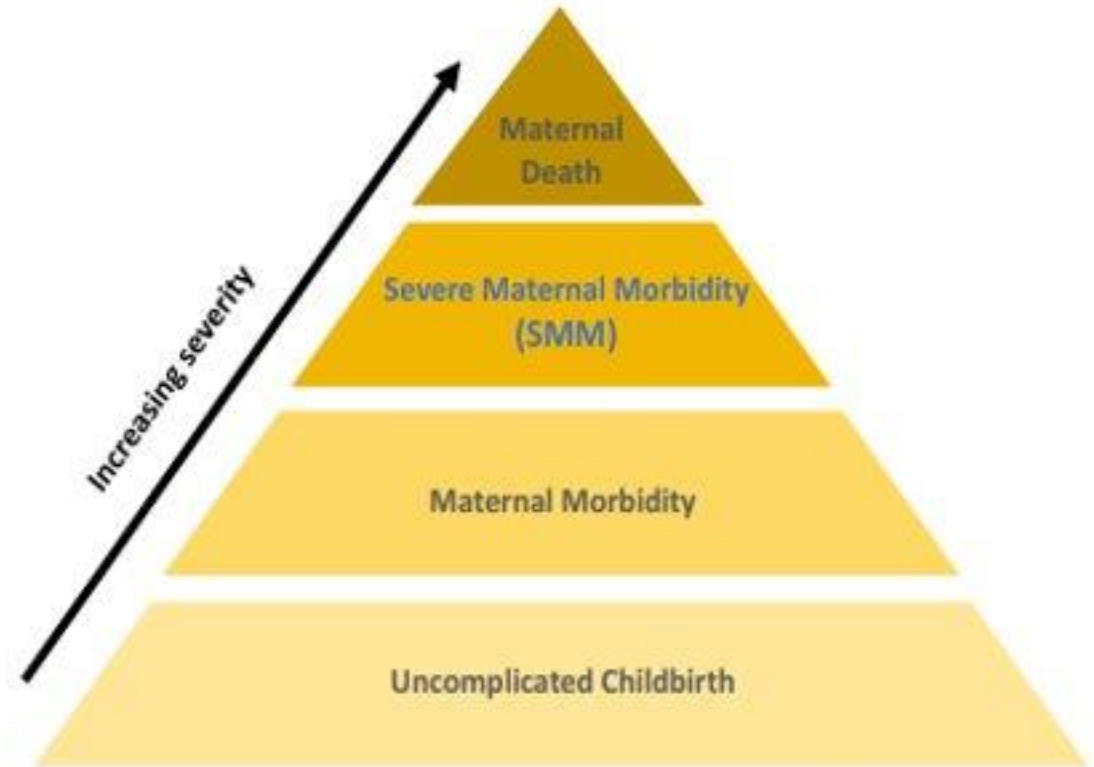 Maternal
Death
Severe Maternal Morbidity
(SMM)
Increasing severity
Maternal Morbidity
Uncomplicated Childbirth